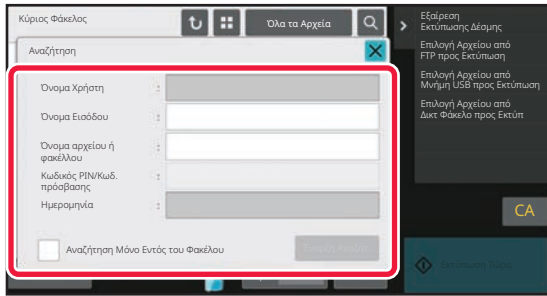 Κύριος Φάκελος
Όλα τα Αρχεία
Αναζήτηση
Όνομα Χρήστη :
Όνομα Εισόδου :
Όνομα αρχείου ή :
φακέλλου
Κωδικός PIN/Κωδ. :
πρόσβασης
Ημερομηνία :
Αναζήτηση Μόνο Εντός του Φακέλου
Εξαίρεση
Εκτύπωσης Δέσμης
Επιλογή Αρχείου από
FTP προς Εκτύπωση
Επιλογή Αρχείου από
Μνήμη USB προς Εκτύπωση
Επιλογή Αρχείου από
Δικτ Φάκελο προς Εκτύπ
CA
Εκτύπωση Τώρα